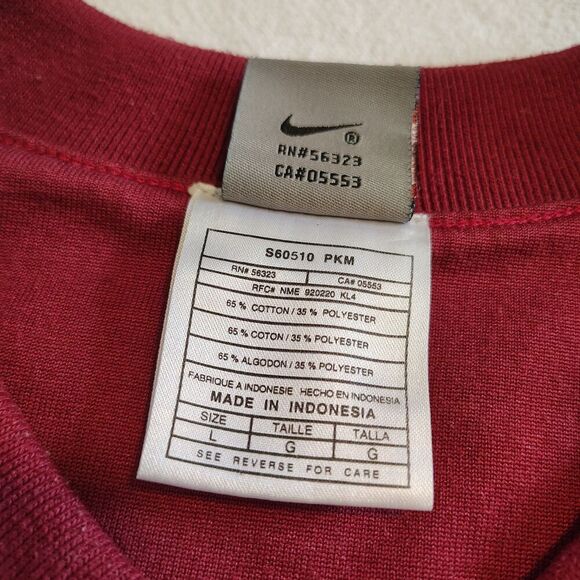 ®
RN#56323
CA#05553
S60510 PKM
RN# 56323 CA# 05553
RFC# NME 920220 KL4
65 % COTTON / 35 % POLYESTER
65 % COTON / 35 % POLYESTER
65 % ALGODON / 35 % POLYESTER
FABRIQUE A INDONESIE HECHO EN INDONESIA
MADE IN INDONESIA
SIZE TAILLE TALLA
L G G
SEE REVERSE FOR CARE